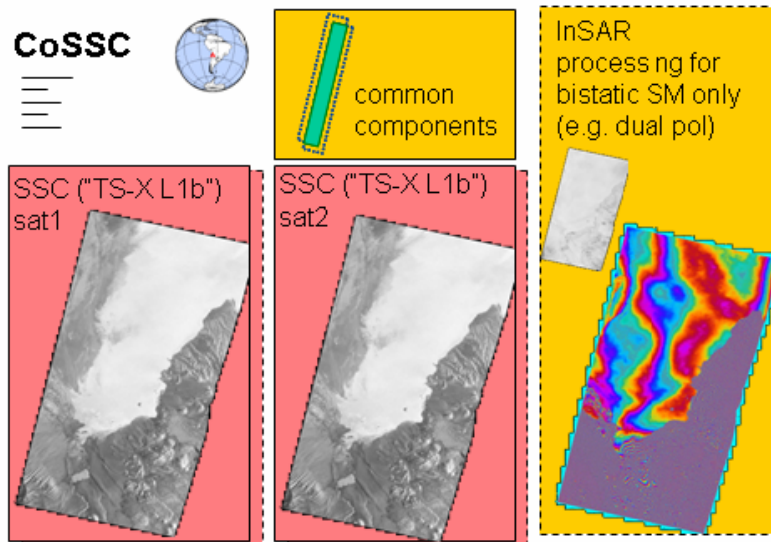 CoSSC
common
components
InSAR
processing for
bistatic SM only
(e.g. dual pol)
SSC ("TS-X L1b")
sat1
SSC ("TS-X L1b")
sat2